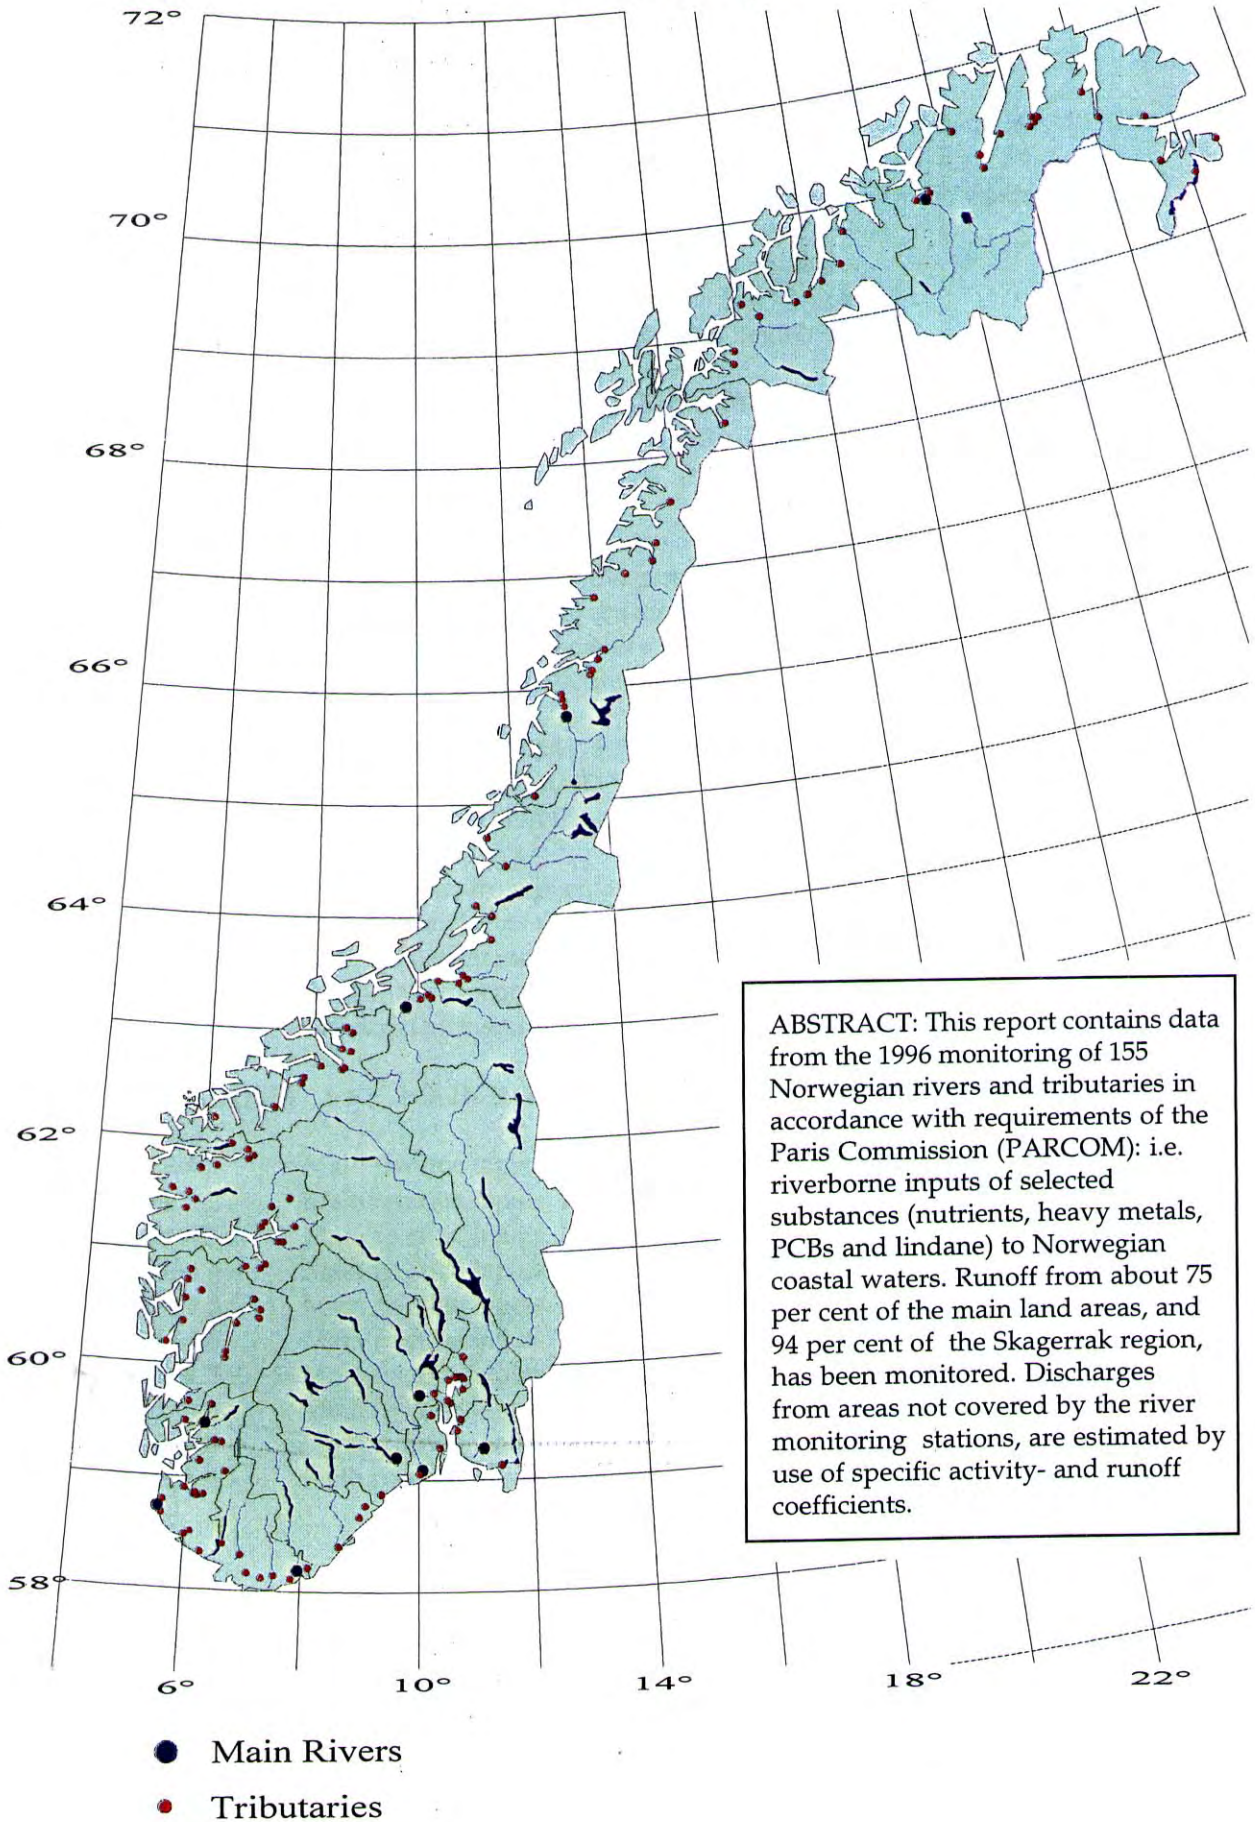 72°
70°
68°
66°
64°
62°
60°
58°
6°
10°
14°
18°
22°
ABSTRACT: This report contains data
from the 1996 monitoring of 155
Norwegian rivers and tributaries in
accordance with requirements of the
Paris Commission (PARCOM): i.e.
riverborne inputs of selected
substances (nutrients, heavy metals,
PCBs and lindane) to Norwegian
coastal waters. Runoff from about 75
per cent of the main land areas, and
94 per cent of the Skagerrak region,
has been monitored. Discharges
from areas not covered by the river
monitoring stations, are estimated by
use of specific activity- and runoff
coefficients.
Main Rivers
Tributaries